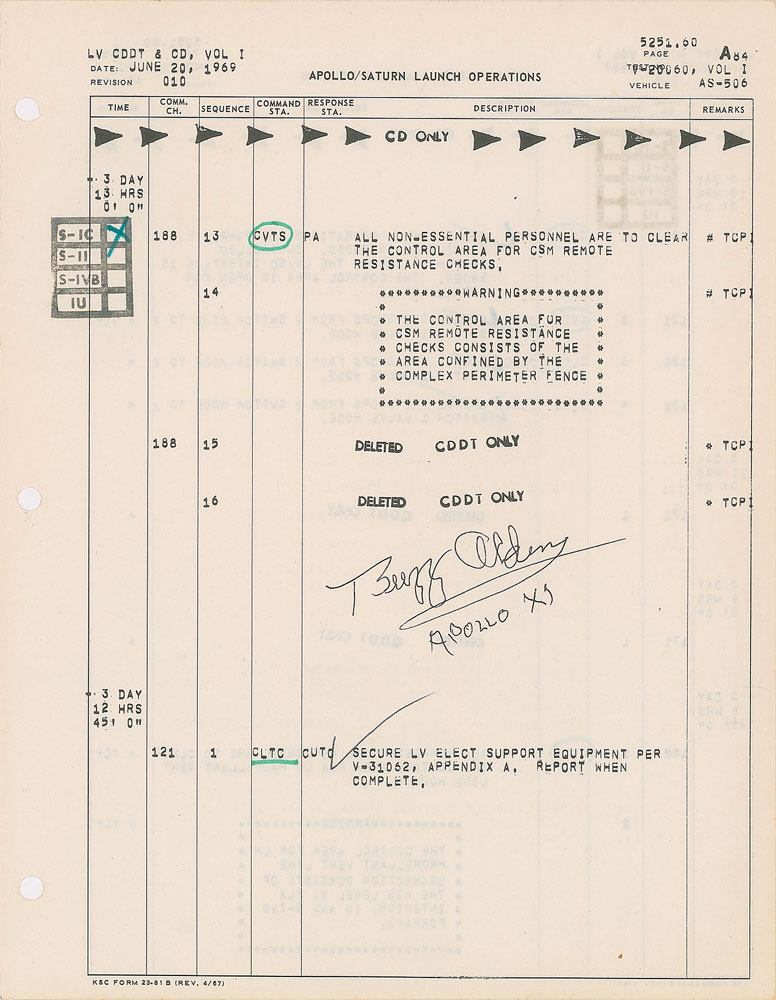 LV CDDT & CD, VOL I
DATE: JUNE 20, 1969
REVISION 010
APOLLO/SATURN LAUNCH OPERATIONS
5251.60
PAGE A84
VOL I
VEHICLE AS-506
TIME COMM. CH. SEQUENCE COMMAND STA. RESPONSE STA. DESCRIPTION REMARKS
CD ONLY
- 3 DAY
13 HRS
0' 0"
S-IC
S-II
S-IVB
IU
188 13 CVTS PA ALL NON-ESSENTIAL PERSONNEL ARE TO CLEAR # TCPI
THE CONTROL AREA FOR CSM REMOTE
RESISTANCE CHECKS.
14 **********WARNING********** # TCPI
* *
* THE CONTROL AREA FOR *
* CSM REMOTE RESISTANCE *
* CHECKS CONSISTS OF THE *
* AREA CONFINED BY THE *
* COMPLEX PERIMETER FENCE *
* *
***************************
188 15 DELETED CDDT ONLY * TCPI
16 DELETED CDDT ONLY * TCPI
Buzz Aldrin
APOLLO XI
- 3 DAY
12 HRS
45' 0"
121 1 CLTC CUTC SECURE LV ELECT SUPPORT EQUIPMENT PER
V-31062, APPENDIX A. REPORT WHEN
COMPLETE.
KSC FORM 23-81 B (REV. 4/67)